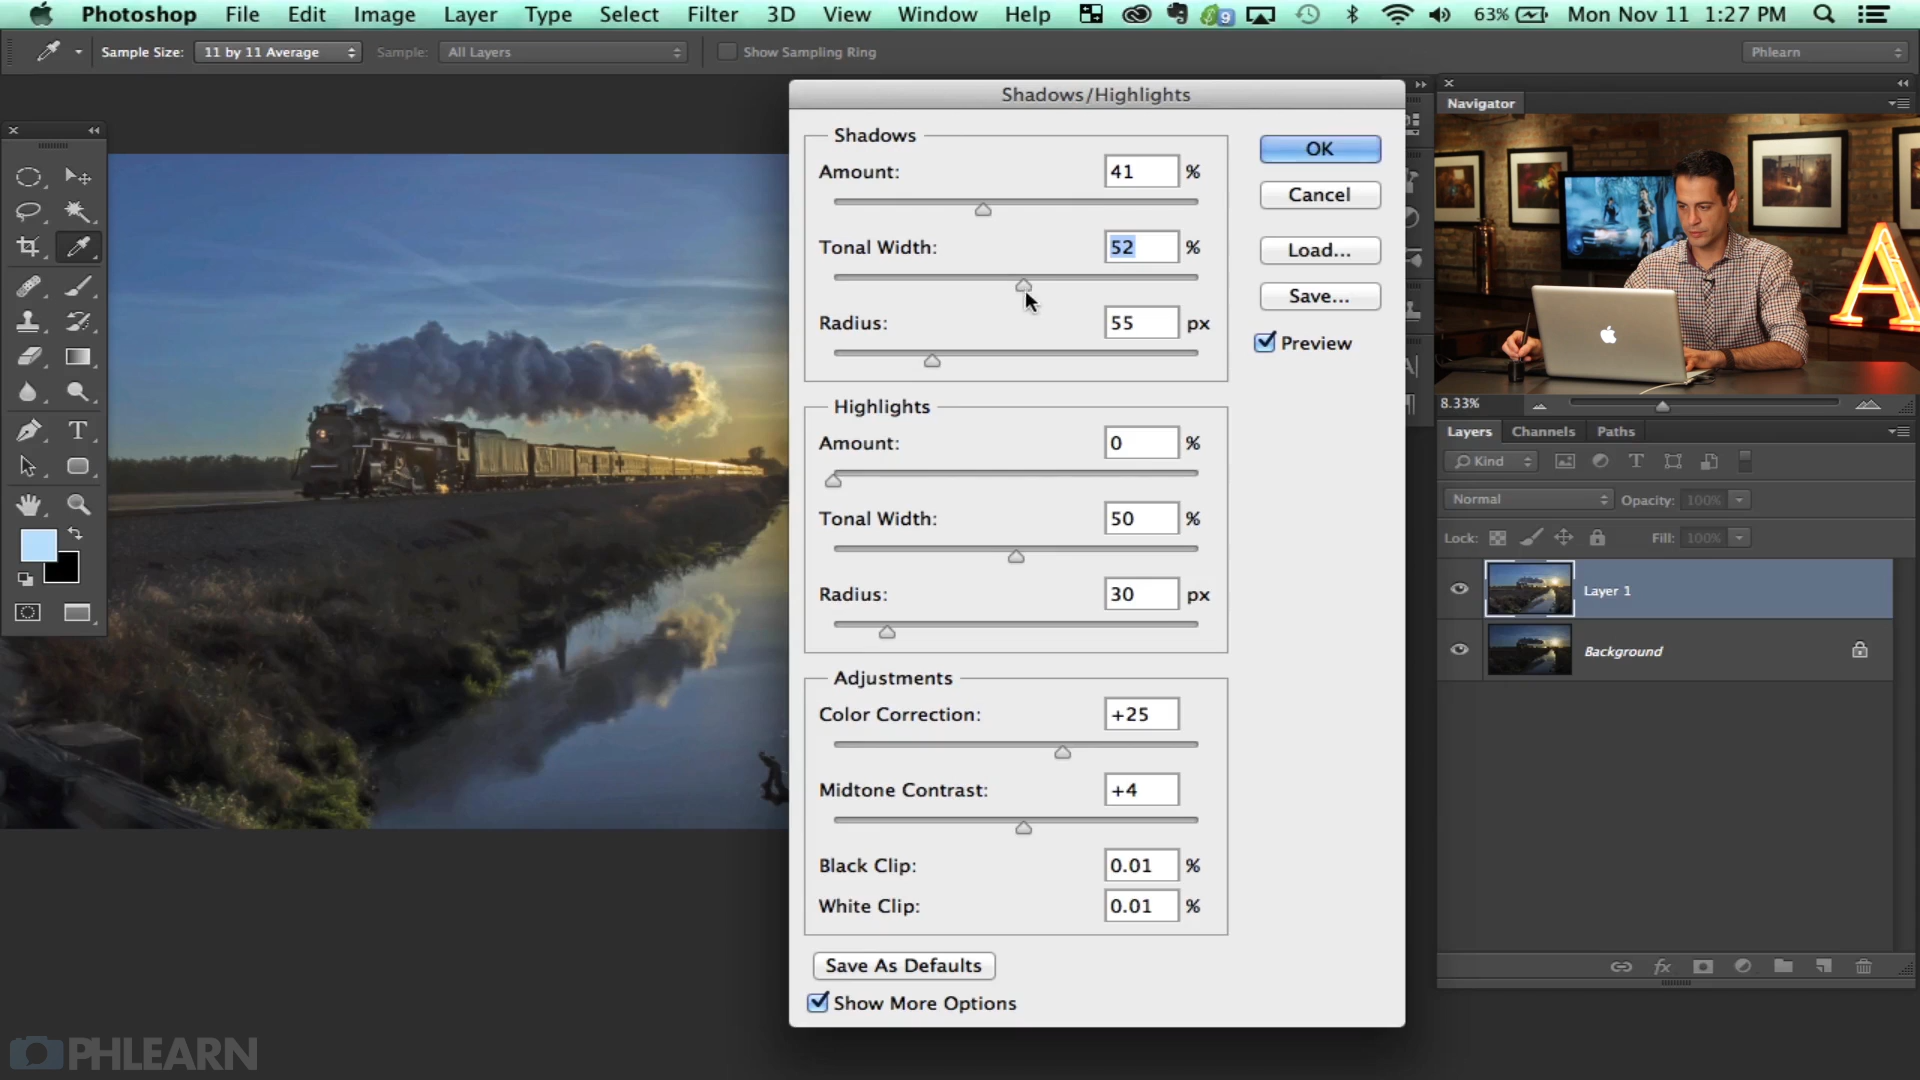 Photoshop File Edit Image Layer Type Select Filter 3D View Window Help 9 63% Mon Nov 11 1:27 PM
Sample Size: 11 by 11 Average Sample: All Layers Show Sampling Ring Phlearn
Shadows/Highlights
Shadows
Amount: 41 %
Tonal Width: 52 %
Radius: 55 px
Highlights
Amount: 0 %
Tonal Width: 50 %
Radius: 30 px
Adjustments
Color Correction: +25
Midtone Contrast: +4
Black Clip: 0.01 %
White Clip: 0.01 %
Save As Defaults
Show More Options
OK
Cancel
Load...
Save...
Preview
Navigator
A
8.33%
Layers Channels Paths
Kind
Normal Opacity: 100%
Lock: Fill: 100%
Layer 1
Background
PHLEARN